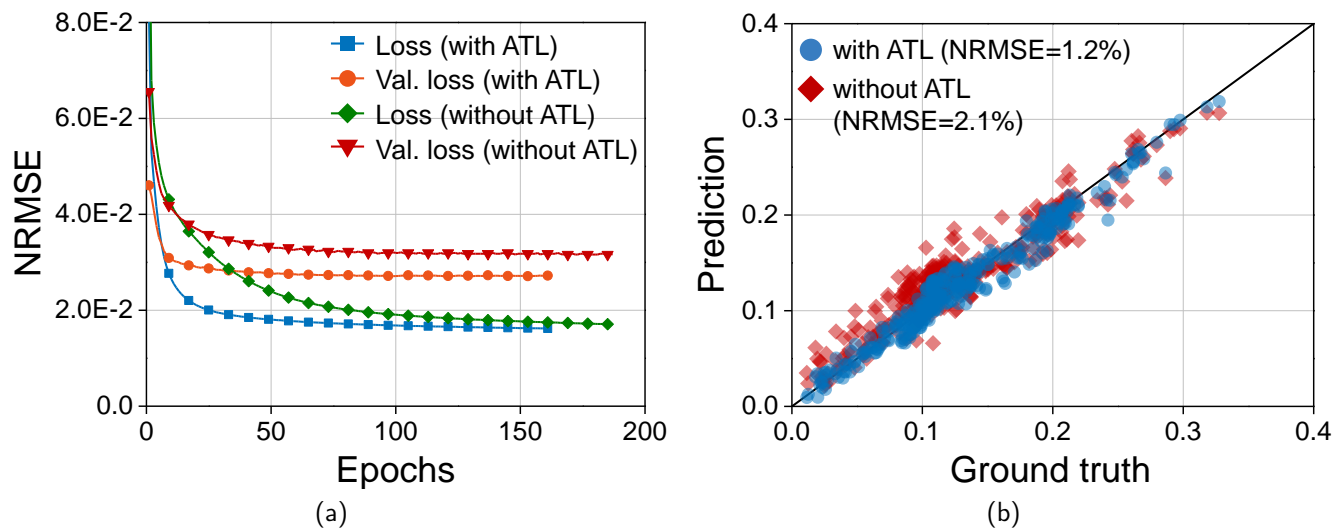 8.0E-2
6.0E-2
4.0E-2
2.0E-2
0.0
NRMSE
Loss (with ATL)
Val. loss (with ATL)
Loss (without ATL)
Val. loss (without ATL)
0
50
100
150
200
Epochs
(a)
0.4
0.3
0.2
0.1
0.0
Prediction
with ATL (NRMSE=1.2%)
without ATL
(NRMSE=2.1%)
0.0
0.1
0.2
0.3
0.4
Ground truth
(b)